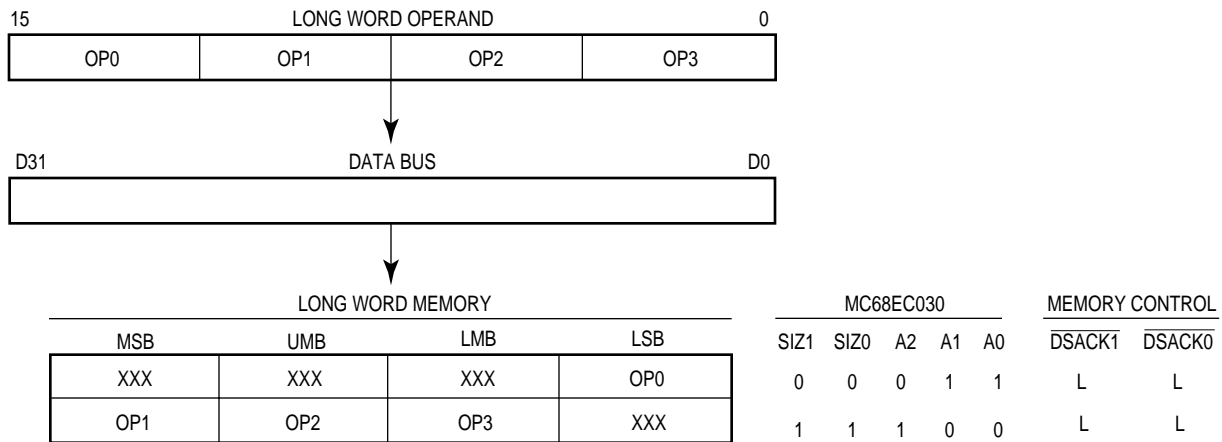 15 LONG WORD OPERAND 0
OP0 OP1 OP2 OP3
D31 DATA BUS D0
LONG WORD MEMORY MC68EC030 MEMORY CONTROL
MSB UMB LMB LSB SIZ1 SIZ0 A2 A1 A0 DSACK1 DSACK0
XXX XXX XXX OP0 0 0 0 1 1 L L
OP1 OP2 OP3 XXX 1 1 1 0 0 L L